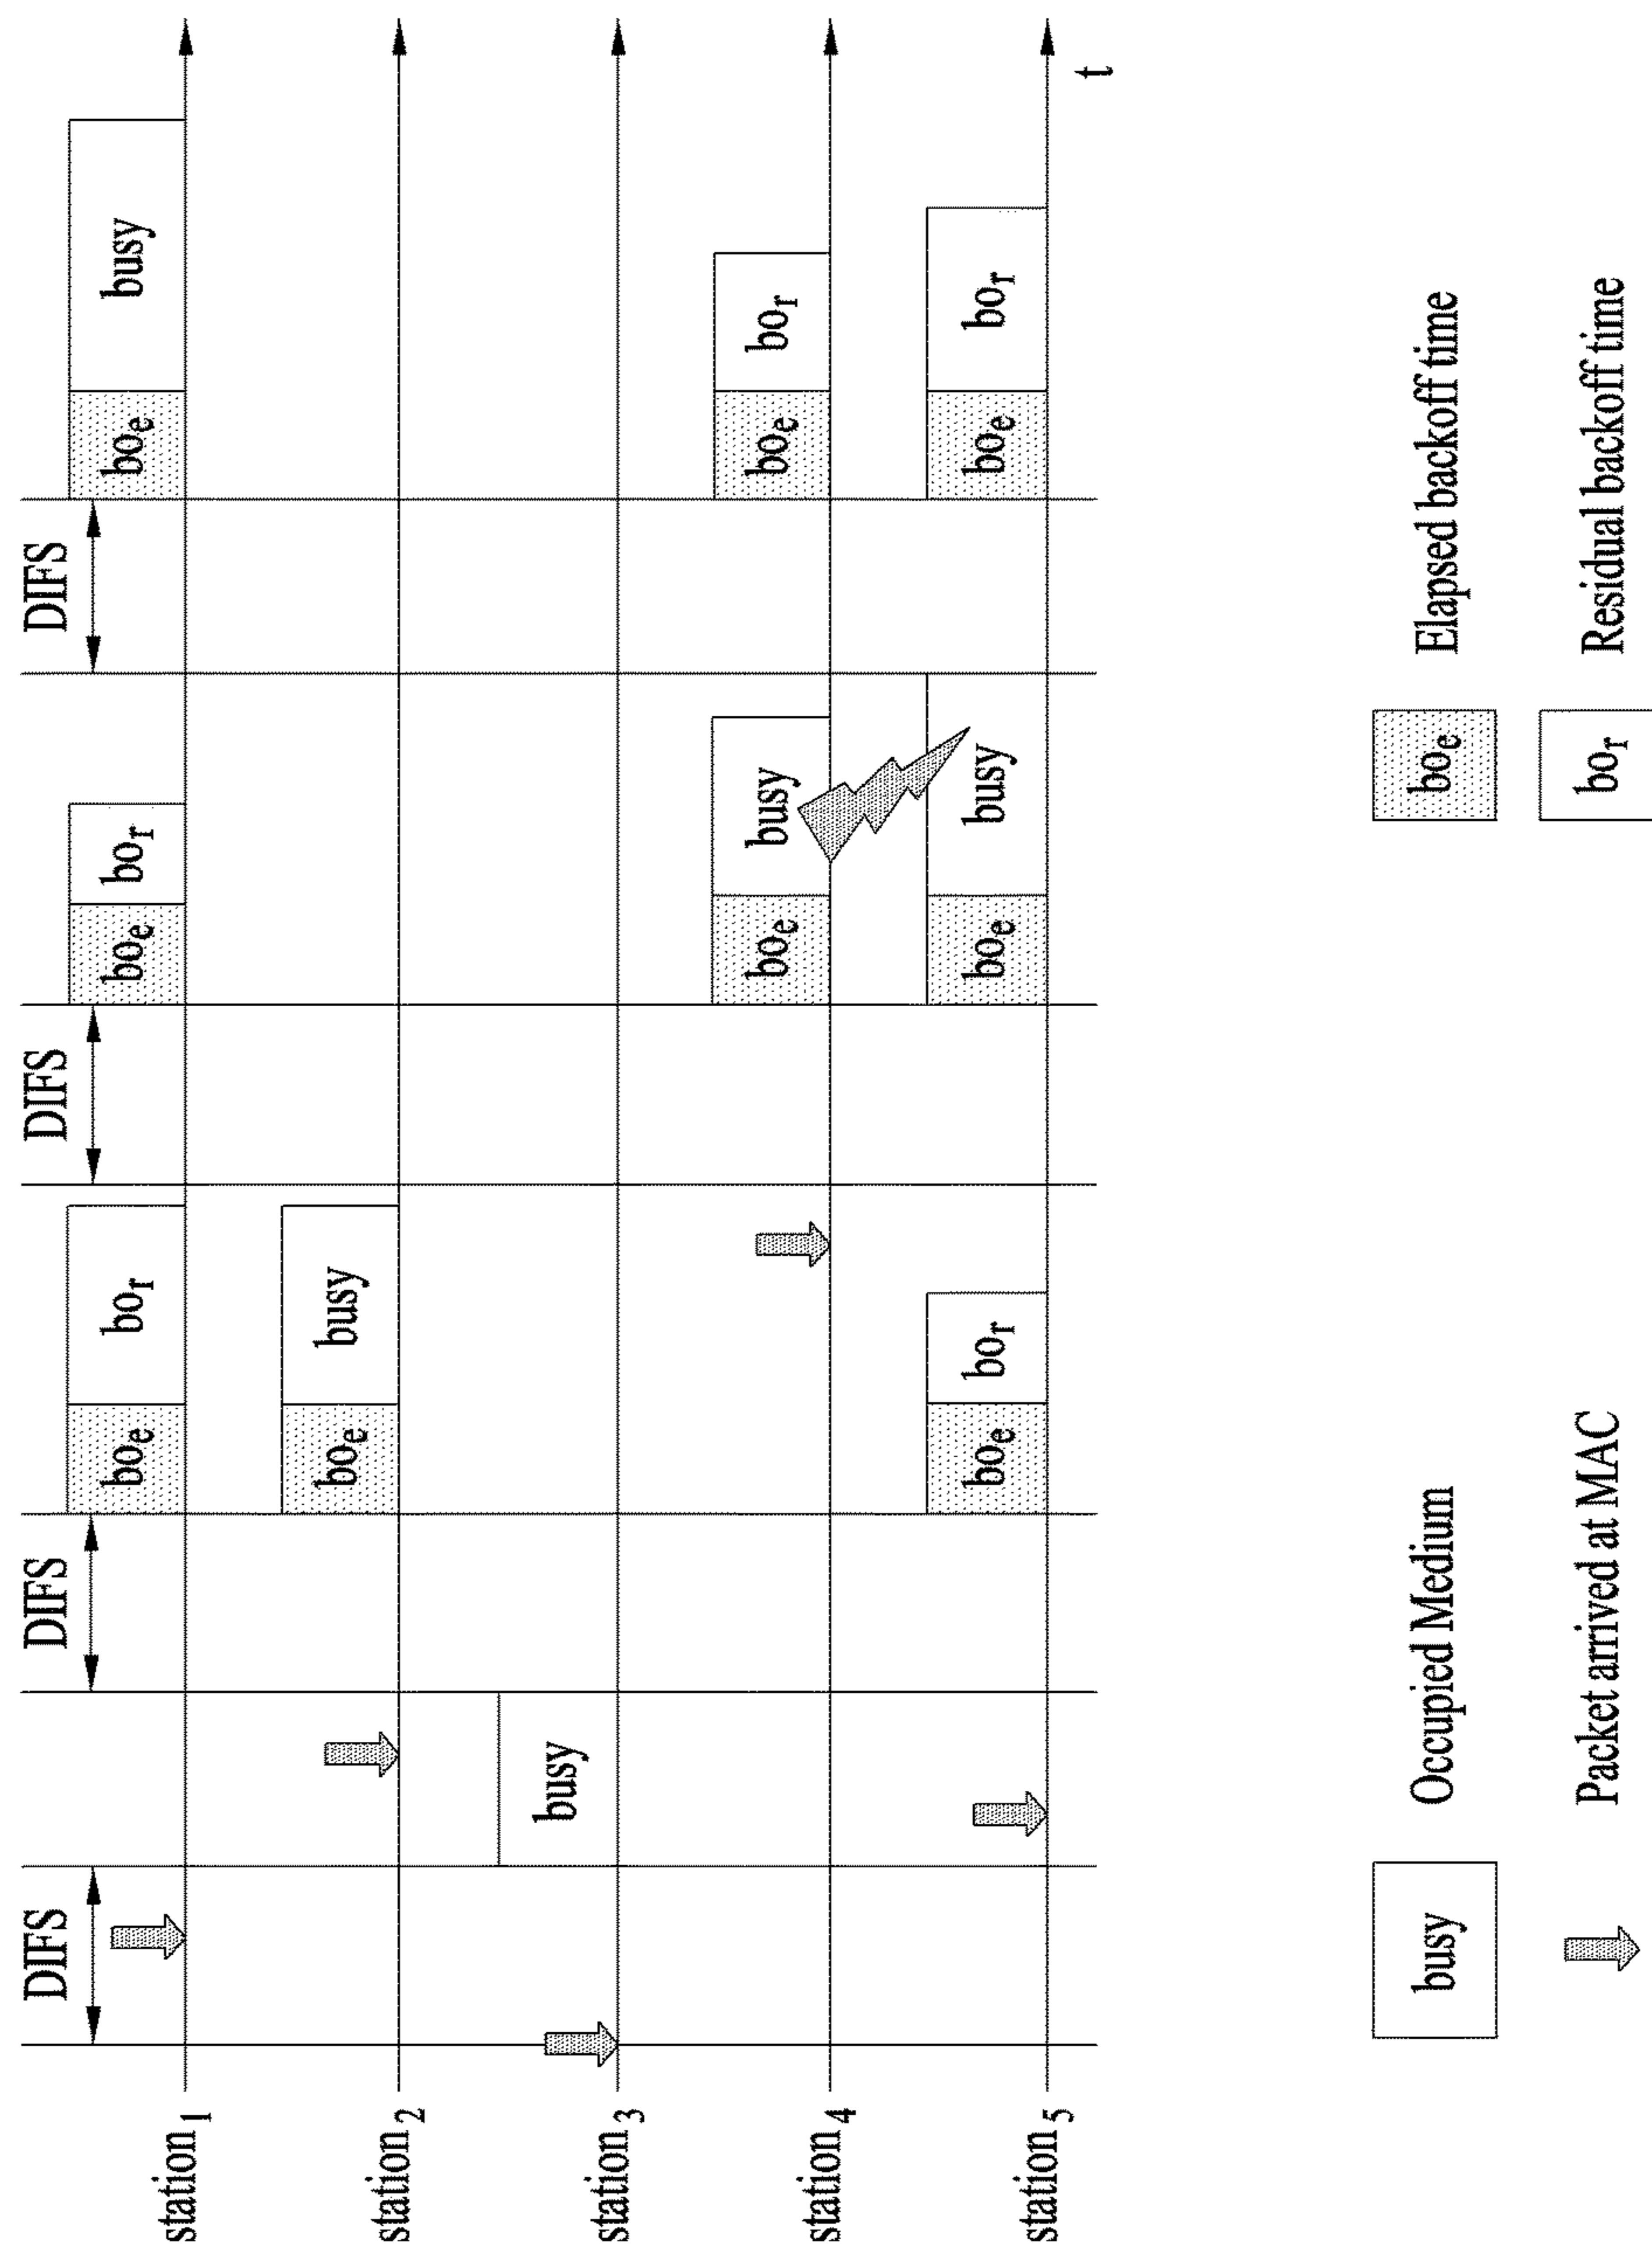 DIFS
DIFS
DIFS
DIFS
station1
boe
bor
boe
bor
boe
busy
station2
boe
busy
station3
busy
station4
boe
busy
boe
bor
station5
boe
bor
boe
busy
boe
bor
t
busy
Occupied Medium
boe
Elapsed backoff time
Packet arrived at MAC
bor
Residual backoff time